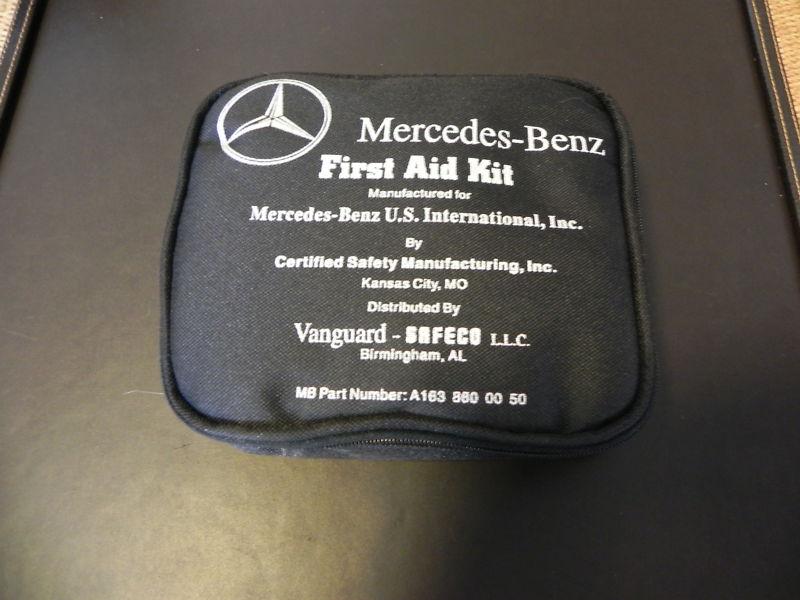 Mercedes-Benz
First Aid Kit
Manufactured for
Mercedes-Benz U.S. International, Inc.
By
Certified Safety Manufacturing, Inc.
Kansas City, MO
Distributed By
Vanguard - SAFECO L.L.C.
Birmingham, AL
MB Part Number: A163 860 00 50